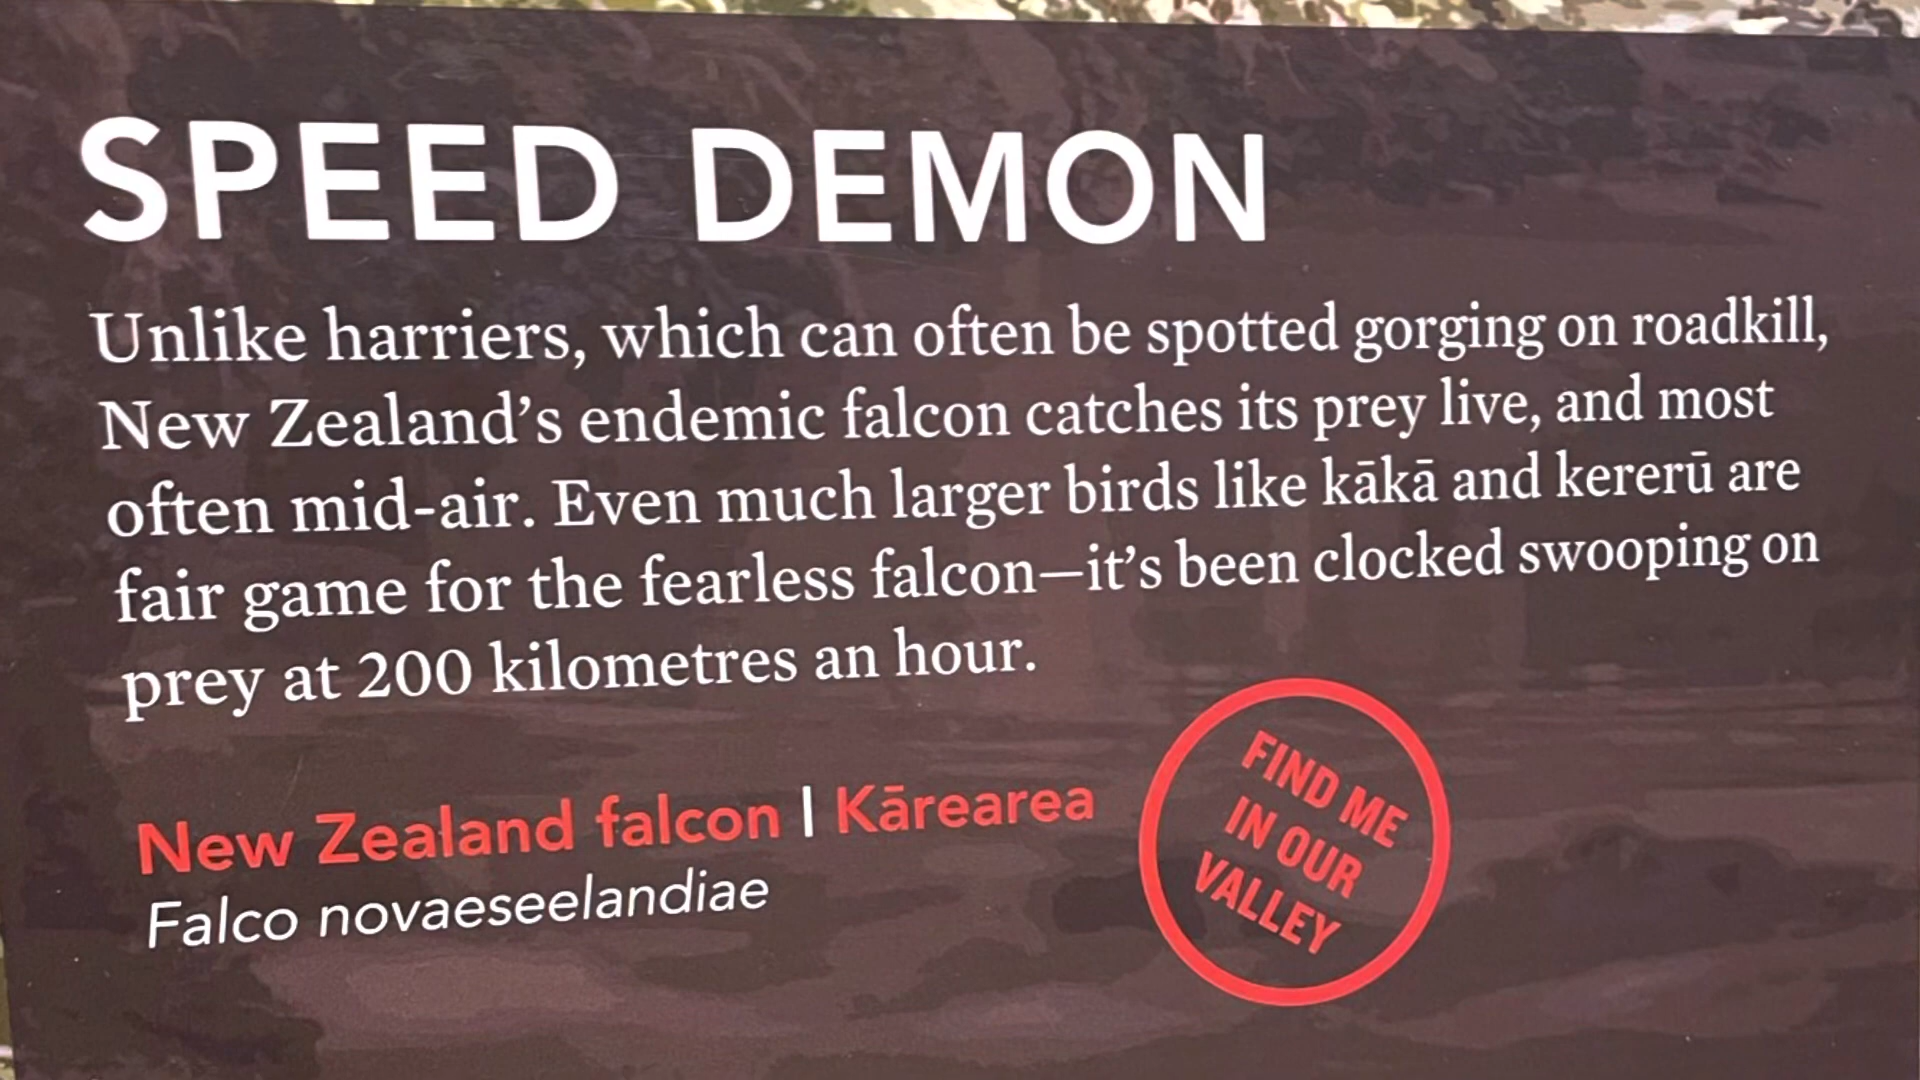 SPEED DEMON
Unlike harriers, which can often be spotted gorging on roadkill,
New Zealand’s endemic falcon catches its prey live, and most
often mid-air. Even much larger birds like kākā and kererū are
fair game for the fearless falcon—it’s been clocked swooping on
prey at 200 kilometres an hour.
New Zealand falcon | Kārearea
Falco novaeseelandiae
FIND ME
IN OUR
VALLEY